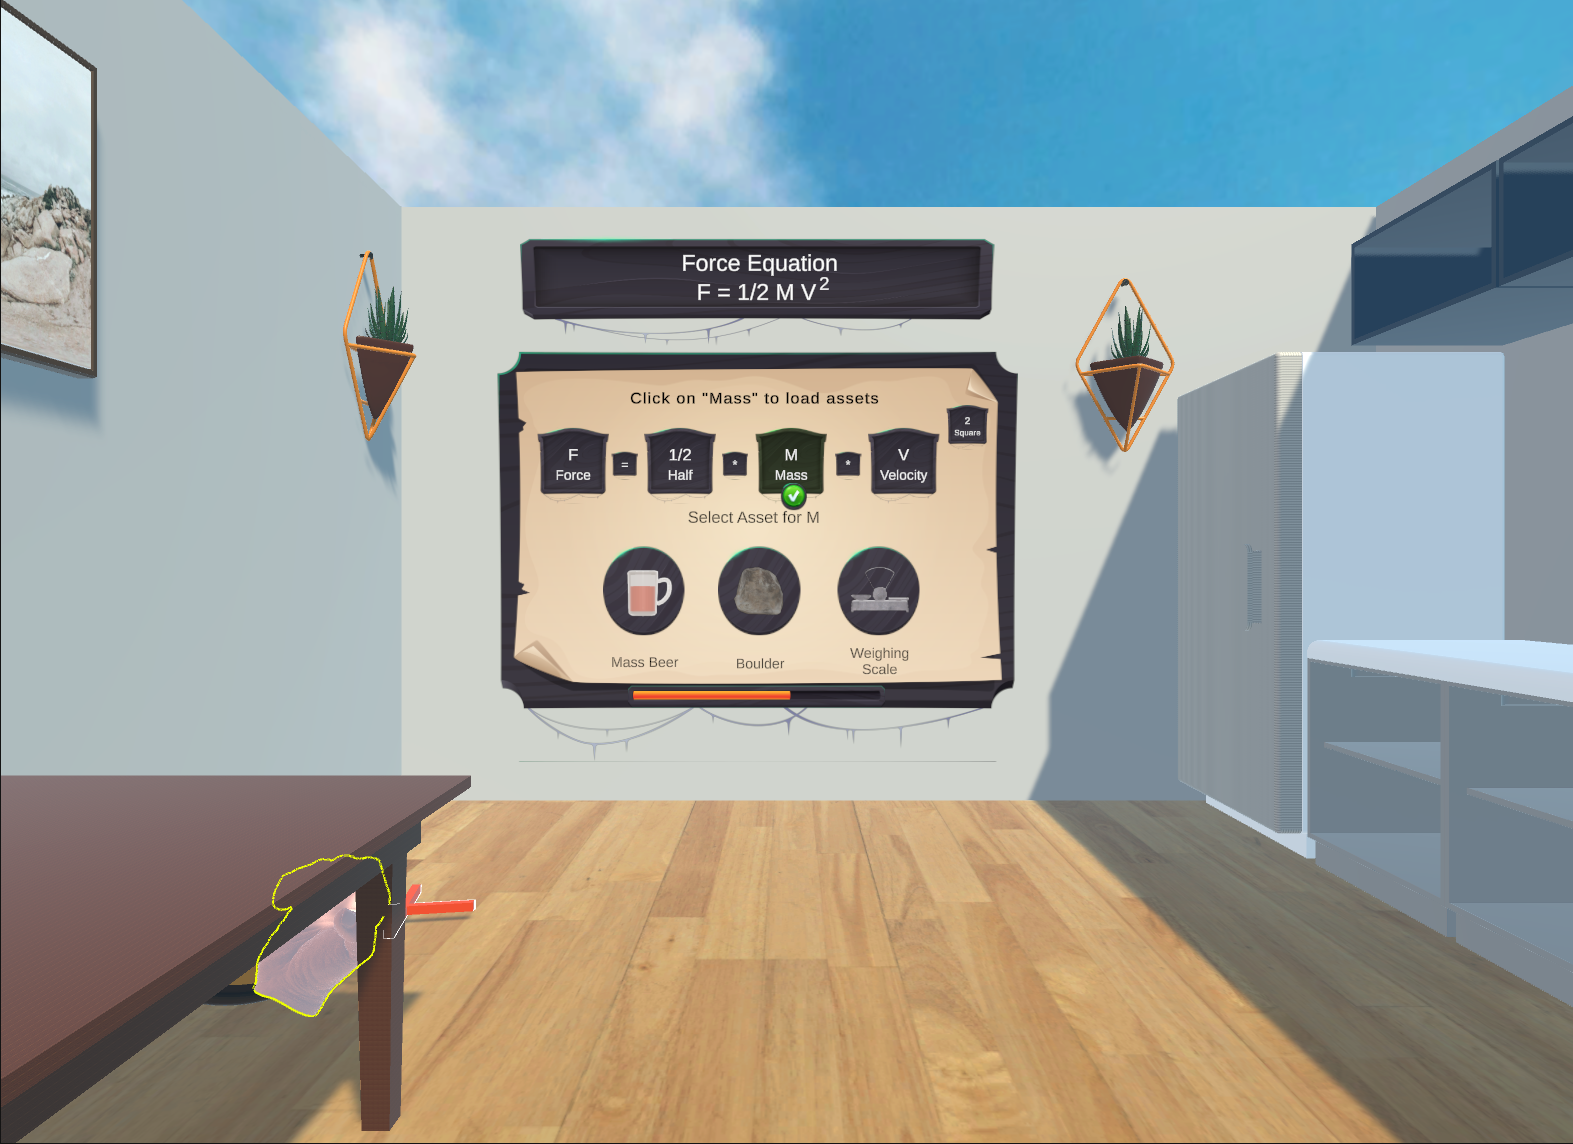 Force Equation
F = 1/2 M V2
Click on "Mass" to load assets
2
Square
F
Force
=
1/2
Half
*
M
Mass
*
V
Velocity
Select Asset for M
Mass Beer
Boulder
Weighing
Scale